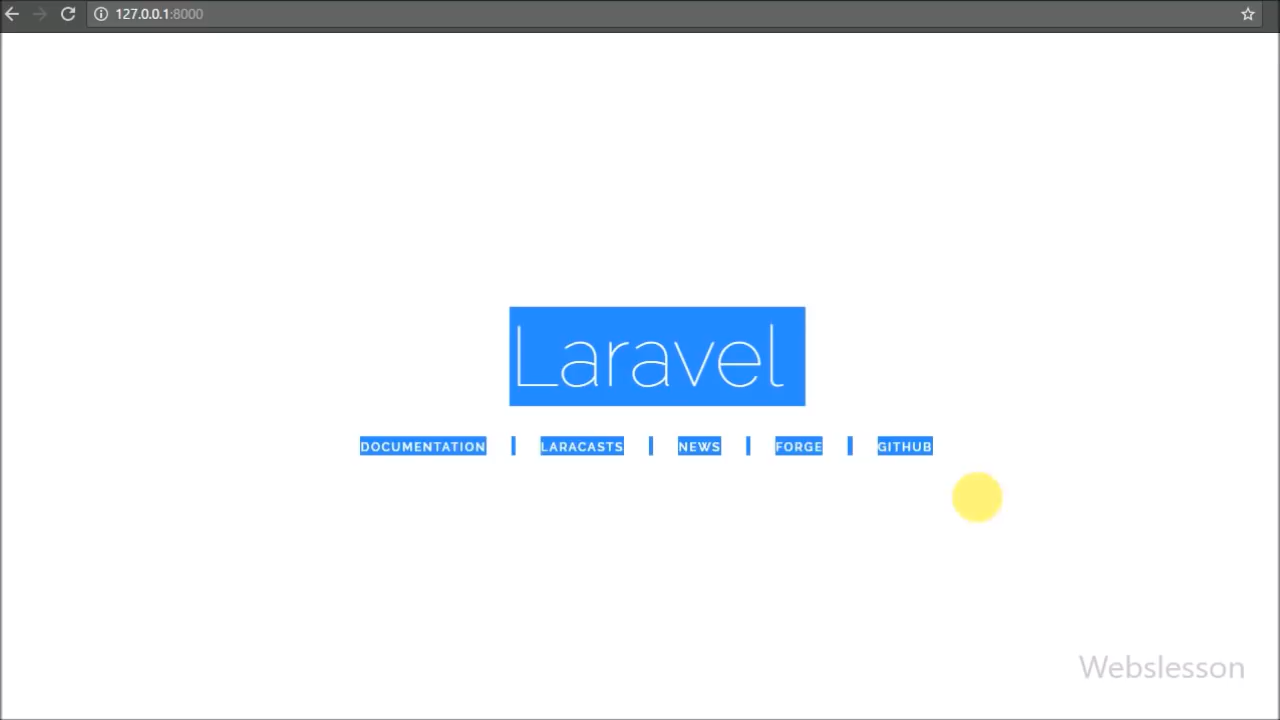 127.0.0.1:8000
Laravel
DOCUMENTATION | LARACASTS | NEWS | FORGE | GITHUB
Webslesson